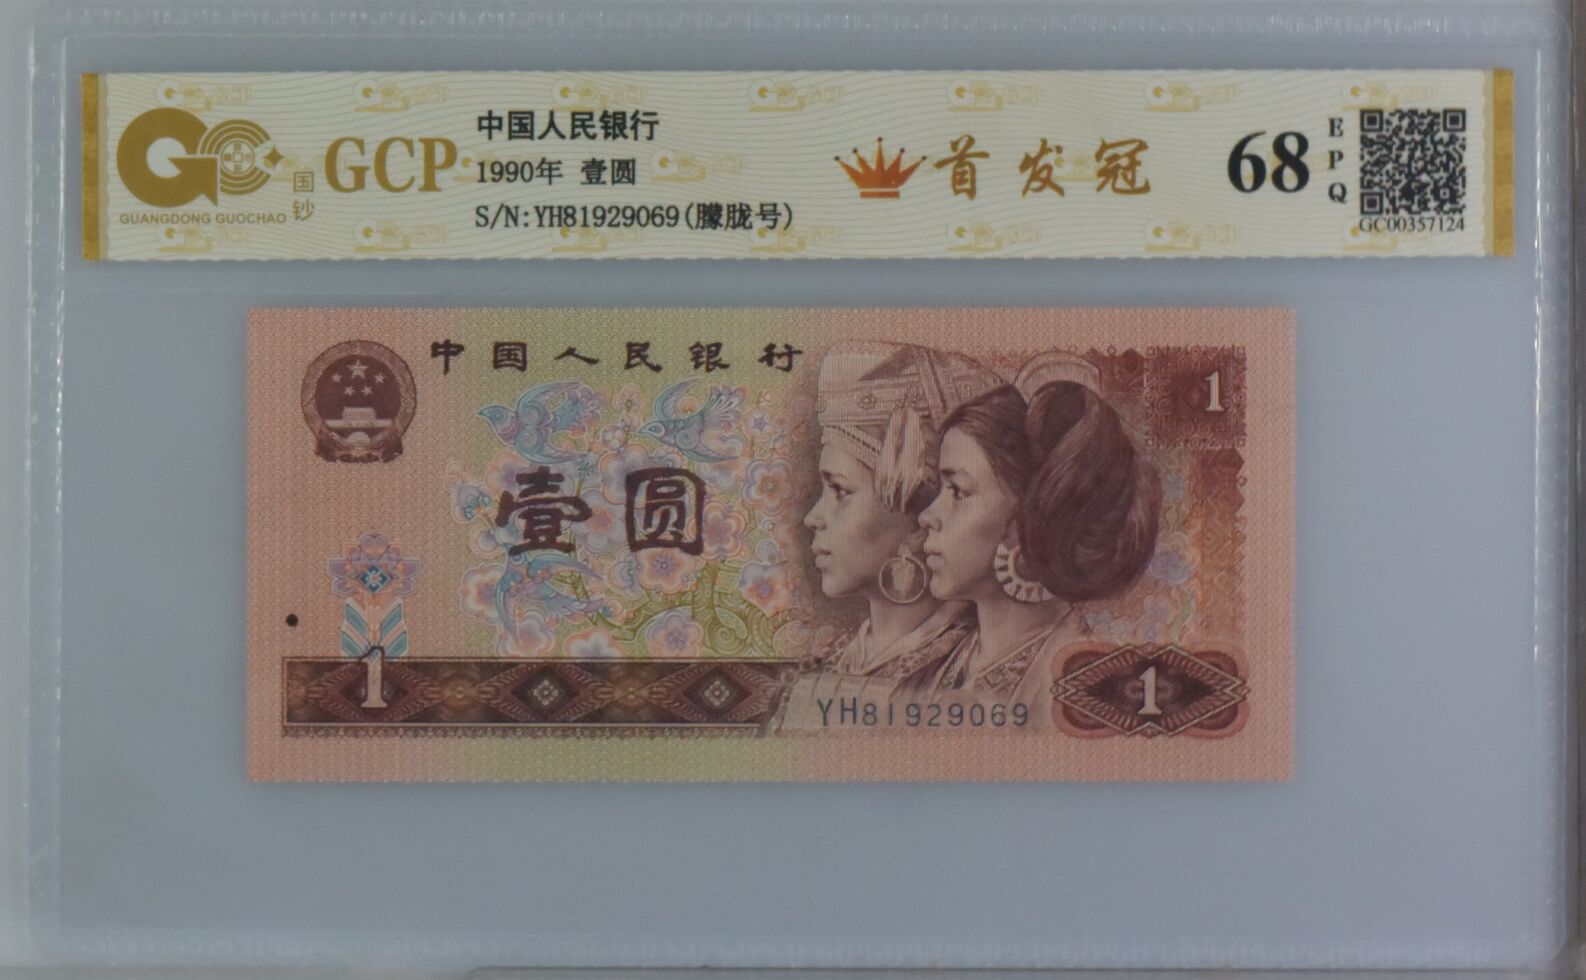 GCP
国钞
GUANGDONG GUOCHAO
中国人民银行
1990年 壹圆
S/N:YH81929069(朦胧号)
首发冠
68
EPQ
GC00357124
中国人民银行
1
壹圆
1
YH81929069
1